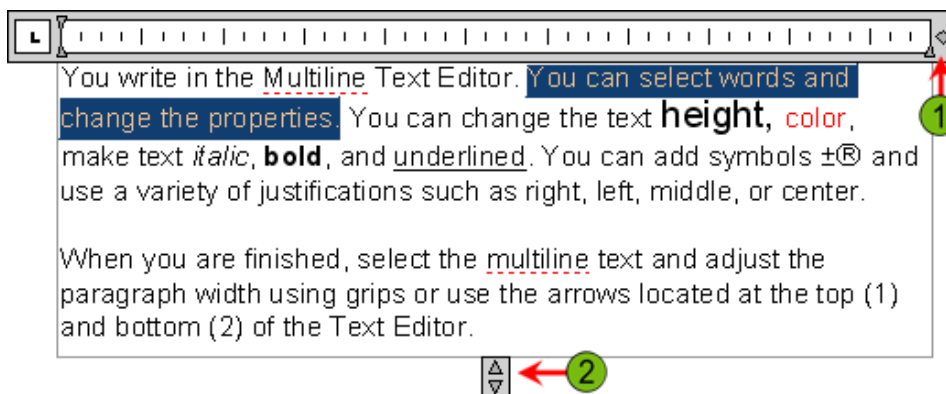 L
You write in the Multiline Text Editor. You can select words and
change the properties. You can change the text height, color,
1
make text italic, bold, and underlined. You can add symbols ±® and
use a variety of justifications such as right, left, middle, or center.
When you are finished, select the multiline text and adjust the
paragraph width using grips or use the arrows located at the top (1)
and bottom (2) of the Text Editor.
2